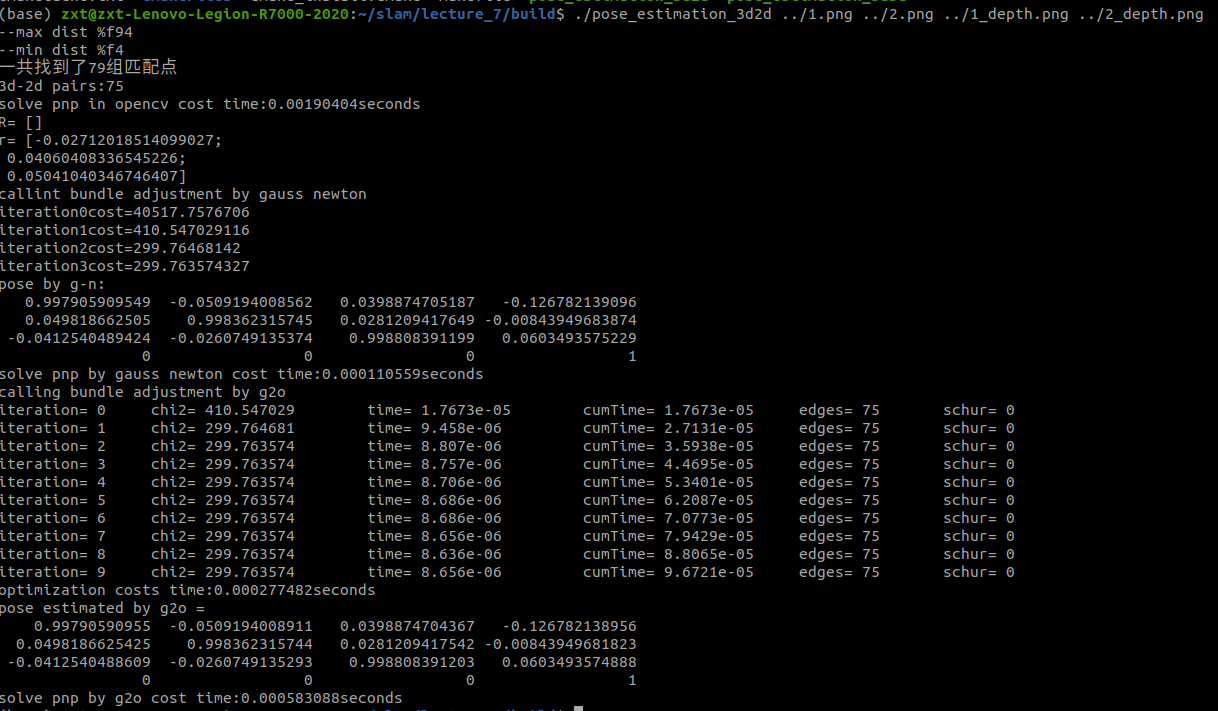 (base) zxt@zxt-Lenovo-Legion-R7000-2020:~/slam/lecture_7/build$ ./pose_estimation_3d2d ../1.png ../2.png ../1_depth.png ../2_depth.png
--max dist %f94
--min dist %f4
一共找到了79组匹配点
3d-2d pairs:75
solve pnp in opencv cost time:0.00190404seconds
R= []
r= [-0.02712018514099027;
 0.04060408336545226;
 0.05041040346746407]
callint bundle adjustment by gauss newton
iteration0cost=40517.7576706
iteration1cost=410.547029116
iteration2cost=299.76468142
iteration3cost=299.763574327
pose by g-n:
0.997905909549 -0.0509194008562 0.0398874705187 -0.126782139096
0.049818662505 0.998362315745 0.0281209417649 -0.00843949683874
-0.0412540489424 -0.0260749135374 0.998808391199 0.0603493575229
0 0 0 1
solve pnp by gauss newton cost time:0.000110559seconds
calling bundle adjustment by g2o
iteration= 0 chi2= 410.547029 time= 1.7673e-05 cumTime= 1.7673e-05 edges= 75 schur= 0
iteration= 1 chi2= 299.764681 time= 9.458e-06 cumTime= 2.7131e-05 edges= 75 schur= 0
iteration= 2 chi2= 299.763574 time= 8.807e-06 cumTime= 3.5938e-05 edges= 75 schur= 0
iteration= 3 chi2= 299.763574 time= 8.757e-06 cumTime= 4.4695e-05 edges= 75 schur= 0
iteration= 4 chi2= 299.763574 time= 8.706e-06 cumTime= 5.3401e-05 edges= 75 schur= 0
iteration= 5 chi2= 299.763574 time= 8.686e-06 cumTime= 6.2087e-05 edges= 75 schur= 0
iteration= 6 chi2= 299.763574 time= 8.686e-06 cumTime= 7.0773e-05 edges= 75 schur= 0
iteration= 7 chi2= 299.763574 time= 8.656e-06 cumTime= 7.9429e-05 edges= 75 schur= 0
iteration= 8 chi2= 299.763574 time= 8.636e-06 cumTime= 8.8065e-05 edges= 75 schur= 0
iteration= 9 chi2= 299.763574 time= 8.656e-06 cumTime= 9.6721e-05 edges= 75 schur= 0
optimization costs time:0.000277482seconds
pose estimated by g2o =
0.99790590955 -0.0509194008911 0.0398874704367 -0.126782138956
0.0498186625425 0.998362315744 0.0281209417542 -0.00843949681823
-0.0412540488609 -0.0260749135293 0.998808391203 0.0603493574888
0 0 0 1
solve pnp by g2o cost time:0.000583088seconds